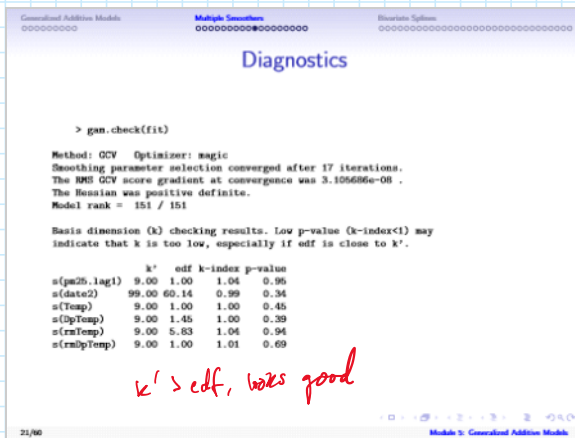 Generalized Additive Models Multiple Smoothers Bivariate Splines
Diagnostics
> gam.check(fit)
Method: GCV Optimizer: magic
Smoothing parameter selection converged after 17 iterations.
The RMS GCV score gradient at convergence was 3.105686e-08 .
The Hessian was positive definite.
Model rank = 151 / 151
Basis dimension (k) checking results. Low p-value (k-index<1) may
indicate that k is too low, especially if edf is close to k'.
k' edf k-index p-value
s(pm25.lag1) 9.00 1.00 1.04 0.95
s(date2) 99.00 60.14 0.99 0.34
s(Temp) 9.00 1.00 1.00 0.45
s(DpTemp) 9.00 1.45 1.00 0.39
s(rmTemp) 9.00 5.83 1.04 0.94
s(rmDpTemp) 9.00 1.00 1.01 0.69
k' > edf, looks good
21/60 Module 5: Generalized Additive Models